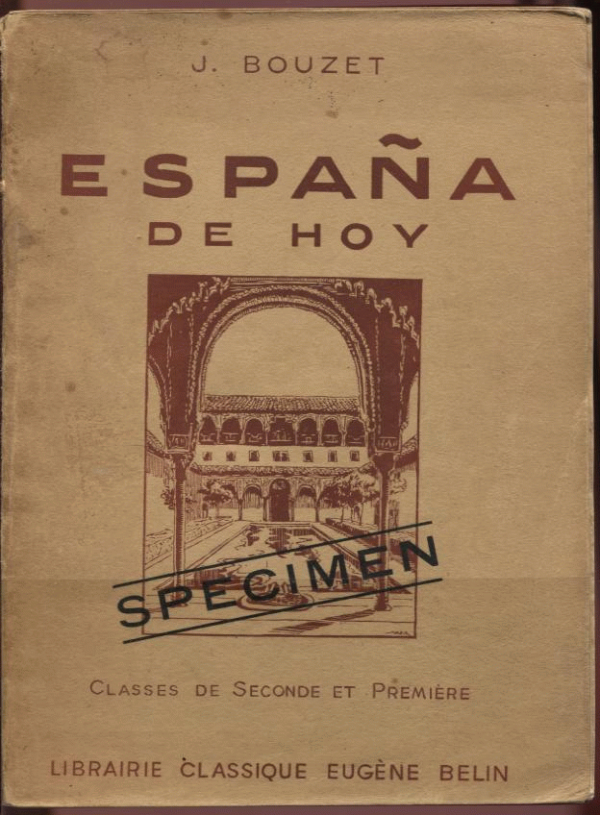 J. BOUZET
ESPAÑA
DE HOY
SPECIMEN
CLASSES DE SECONDE ET PREMIÈRE
LIBRAIRIE CLASSIQUE EUGÈNE BELIN